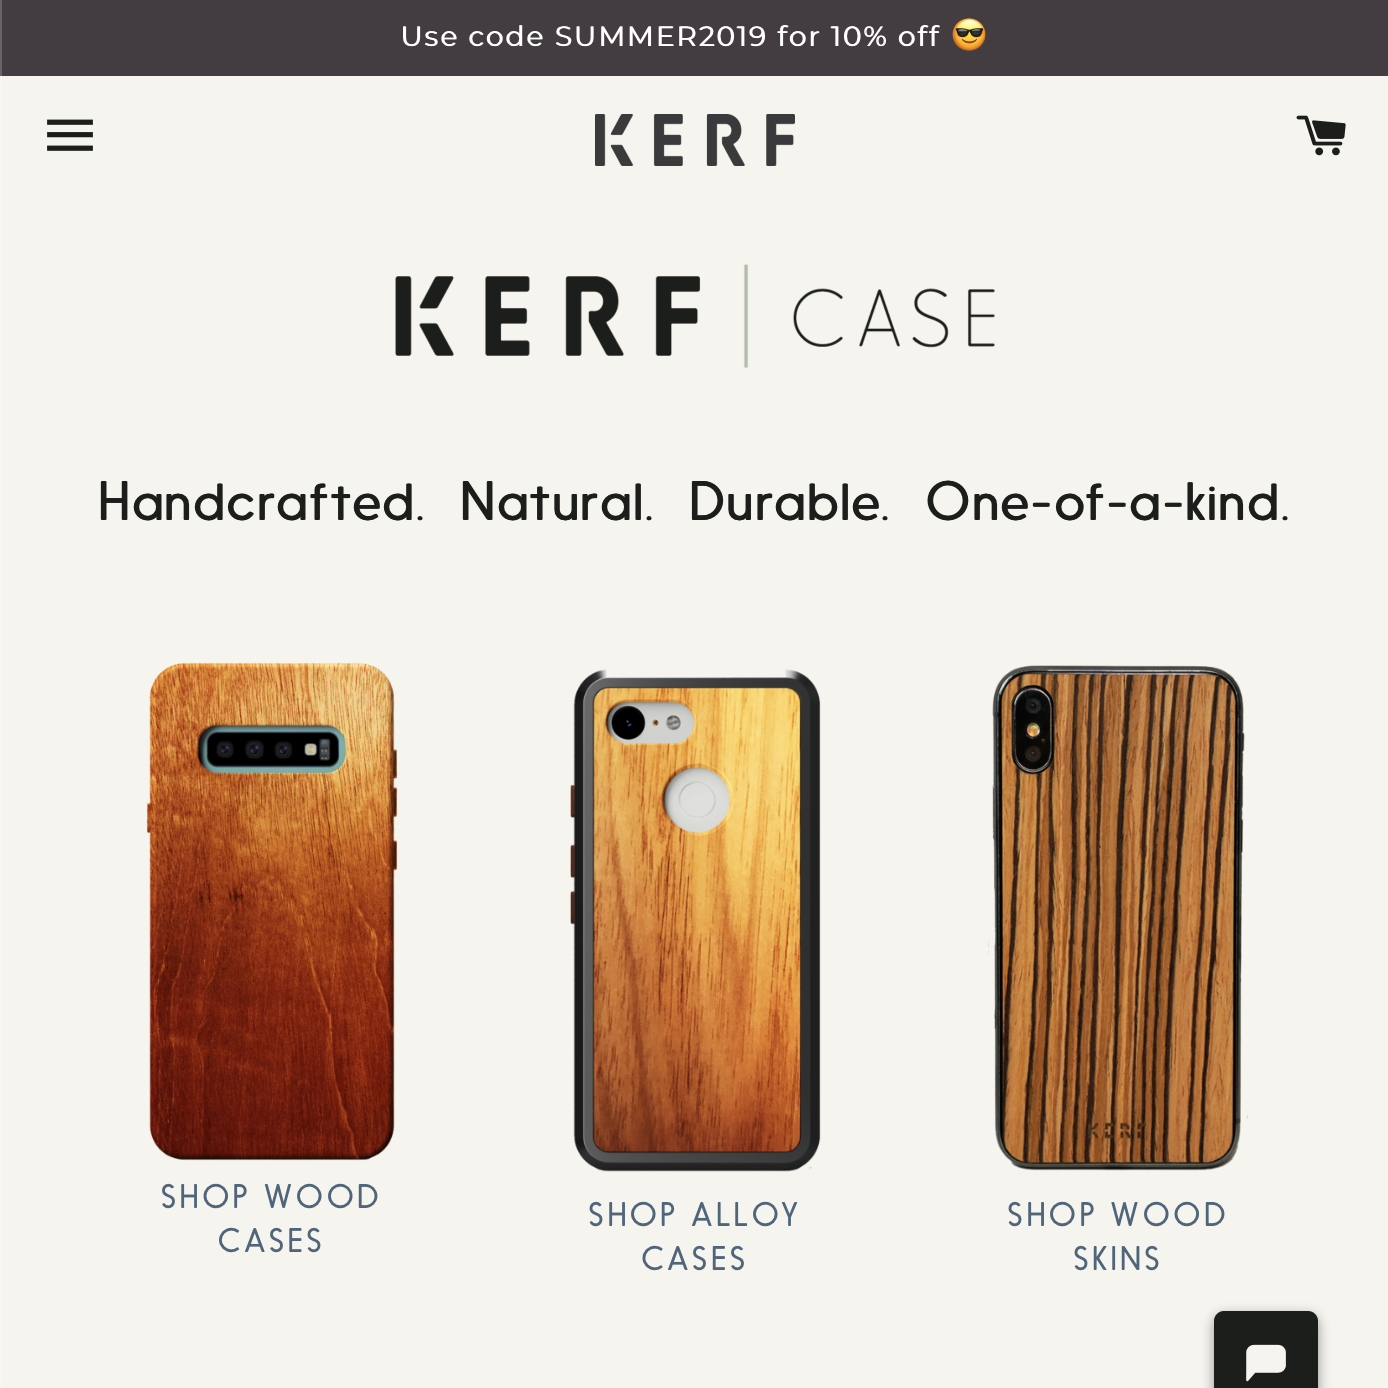 Use code SUMMER2019 for 10% off 😎
KERF
KERF | CASE
Handcrafted. Natural. Durable. One-of-a-kind.
KERF
SHOP WOOD
CASES
SHOP ALLOY
CASES
SHOP WOOD
SKINS